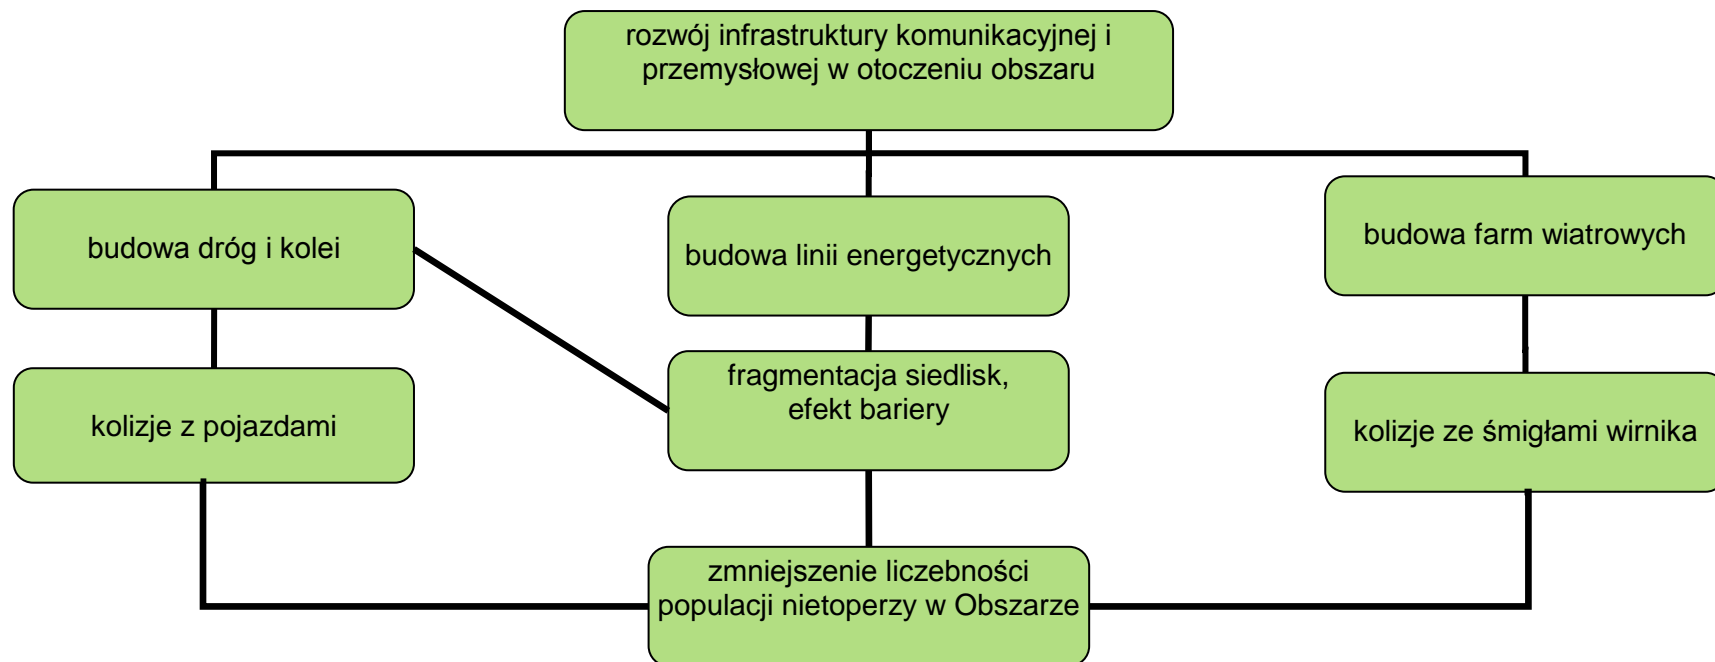 rozwój infrastruktury komunikacyjnej i
przemysłowej w otoczeniu obszaru
budowa dróg i kolei
budowa linii energetycznych
budowa farm wiatrowych
kolizje z pojazdami
fragmentacja siedlisk,
efekt bariery
kolizje ze śmigłami wirnika
zmniejszenie liczebności
populacji nietoperzy w Obszarze